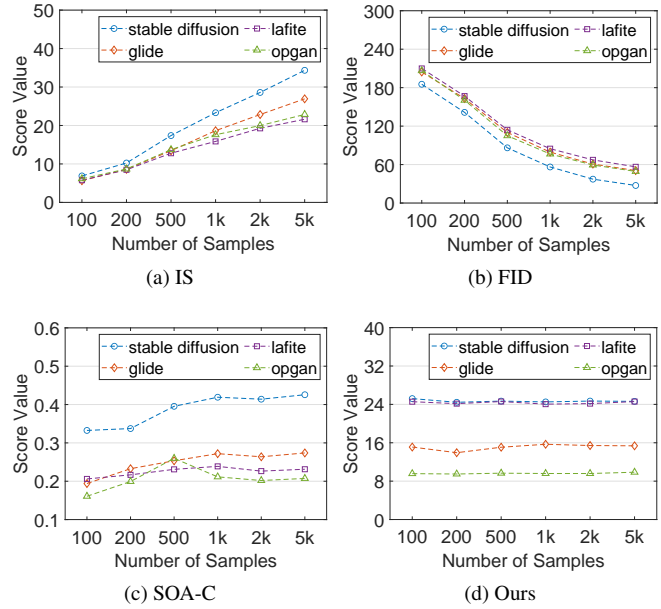 50
40
30
20
10
0
Score Value
stable diffusion
lafite
glide
opgan
100 200 500 1k 2k 5k
Number of Samples
(a) IS
300
240
180
120
60
0
Score Value
stable diffusion
lafite
glide
opgan
100 200 500 1k 2k 5k
Number of Samples
(b) FID
0.6
0.5
0.4
0.3
0.2
0.1
Score Value
stable diffusion
lafite
glide
opgan
100 200 500 1k 2k 5k
Number of Samples
(c) SOA-C
40
32
24
16
8
0
Score Value
stable diffusion
lafite
glide
opgan
100 200 500 1k 2k 5k
Number of Samples
(d) Ours